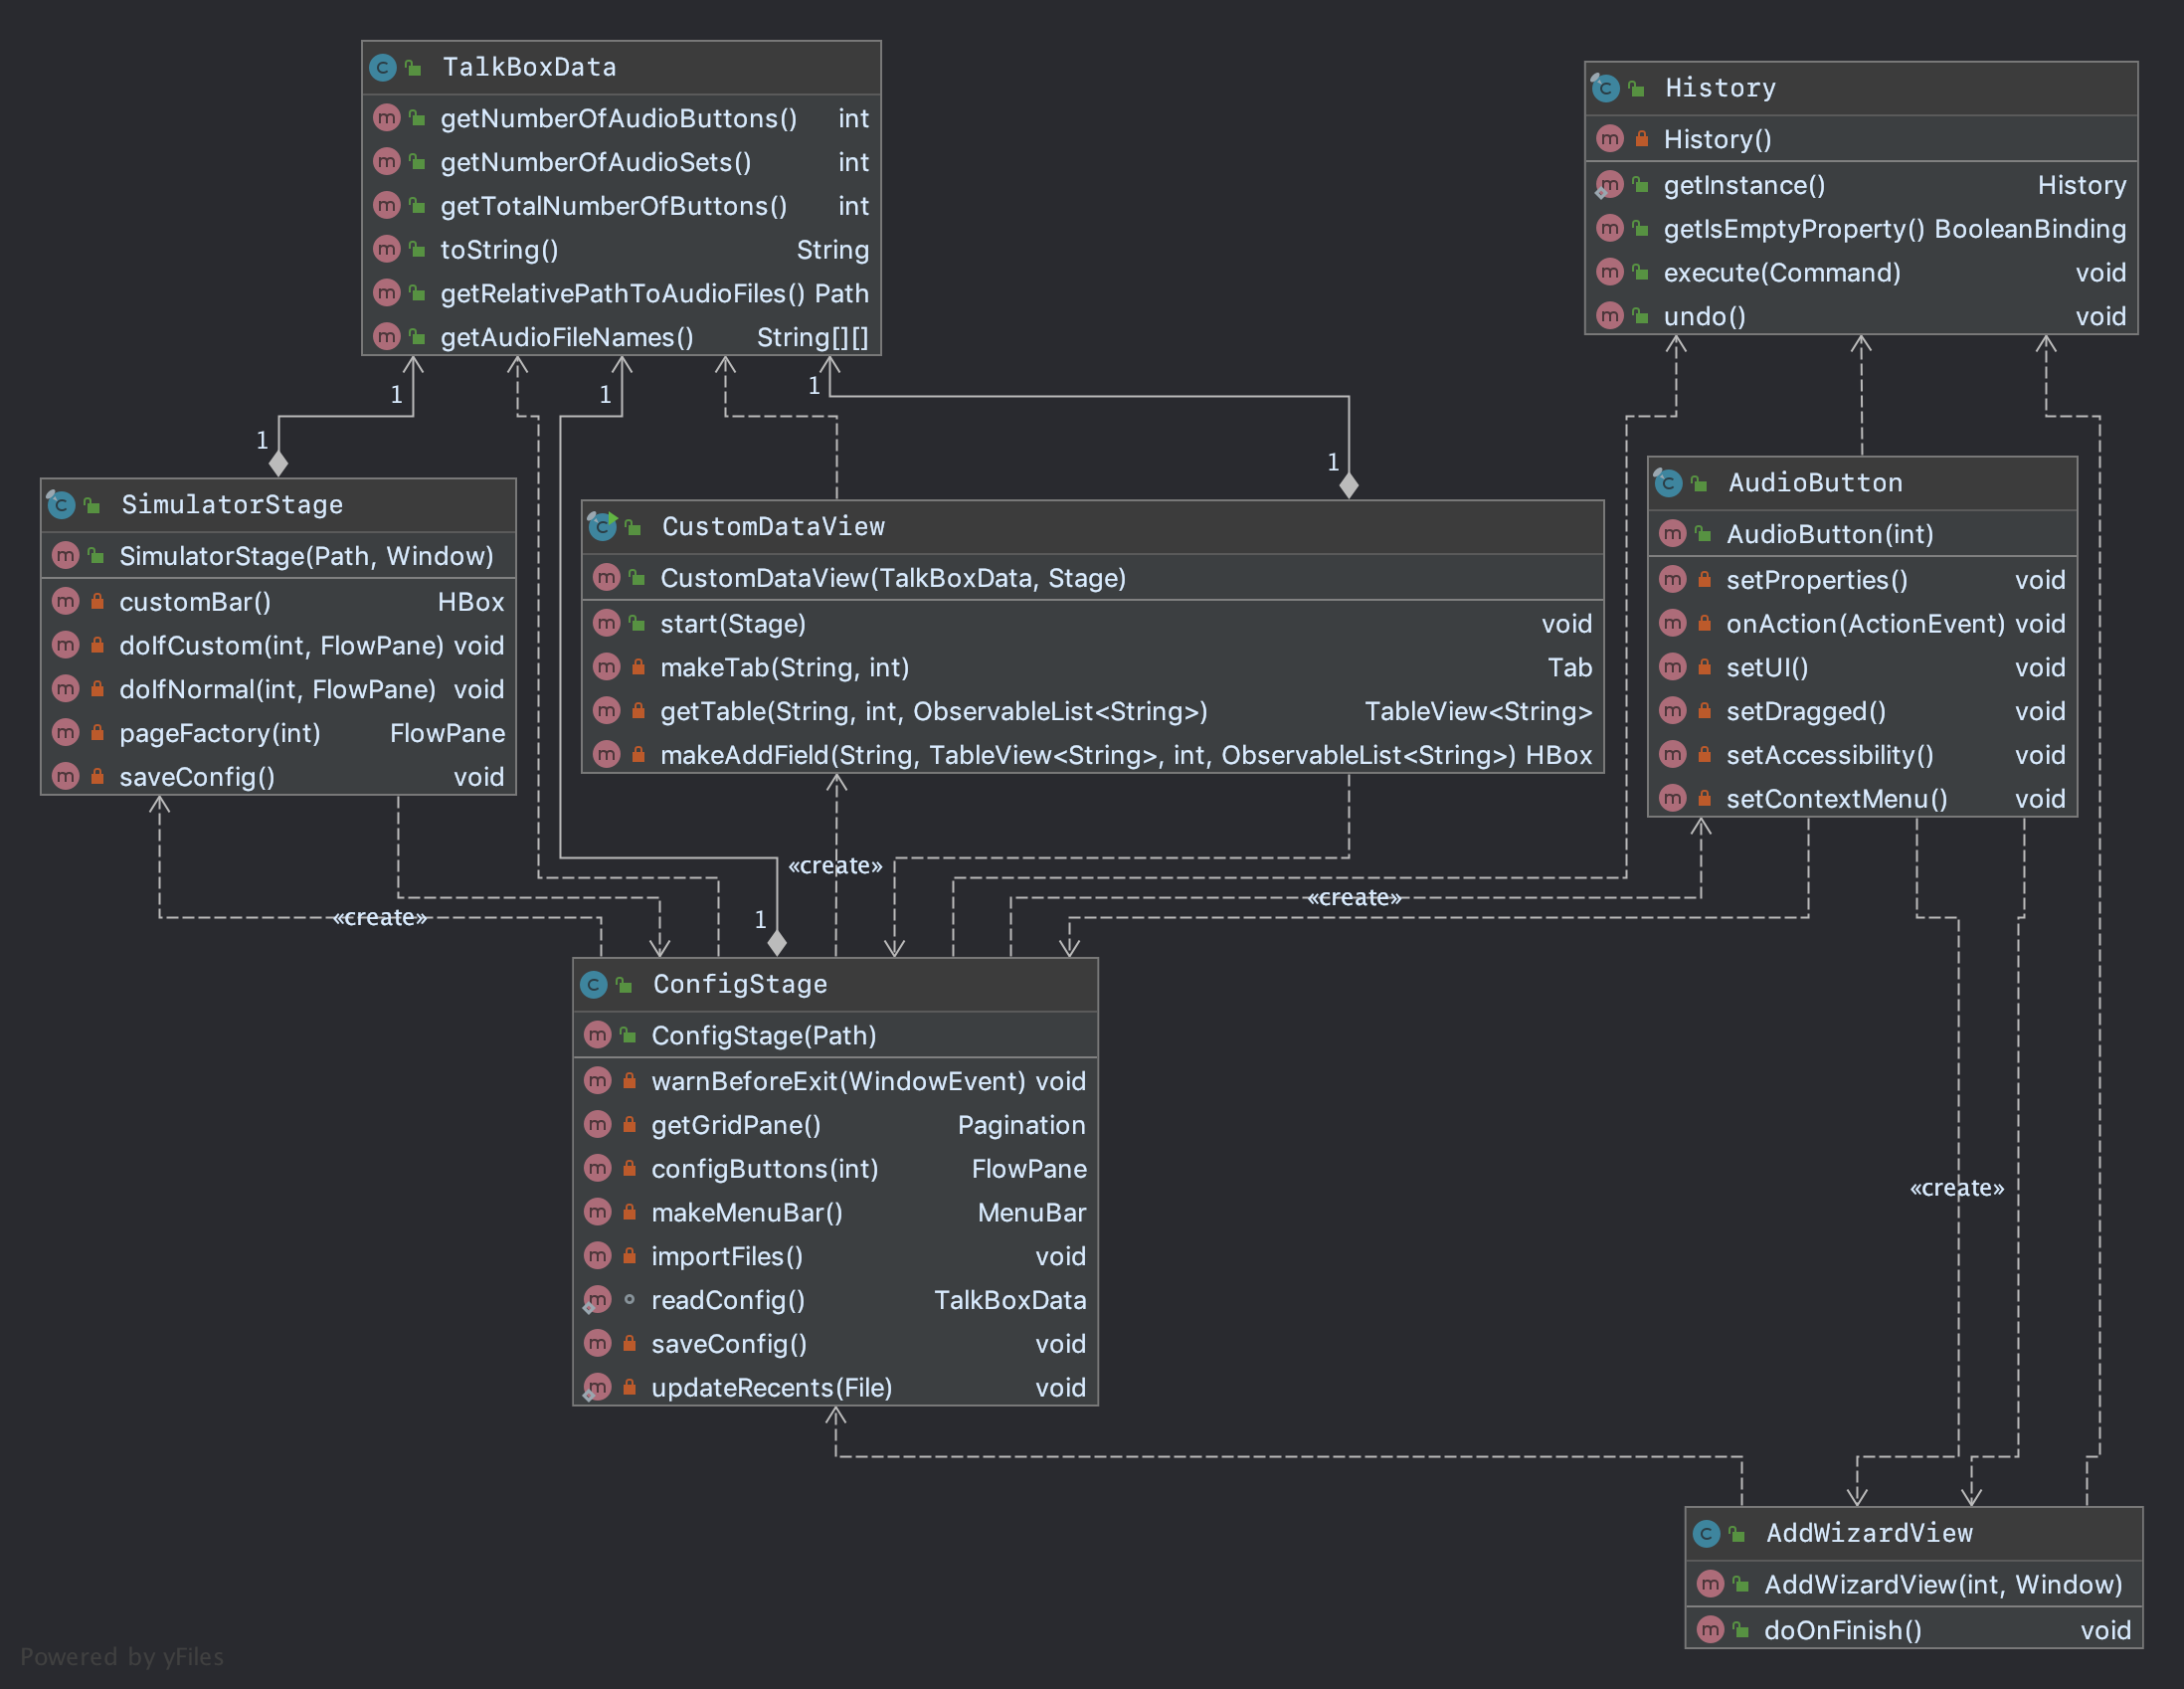 TalkBoxData
getNumberOfAudioButtons() int
getNumberOfAudioSets() int
getTotalNumberOfButtons() int
toString() String
getRelativePathToAudioFiles() Path
getAudioFileNames() String[][]
History
History()
getInstance() History
getIsEmptyProperty() BooleanBinding
execute(Command) void
undo() void
1
1
1
1
1
SimulatorStage
SimulatorStage(Path, Window)
customBar() HBox
doIfCustom(int, FlowPane) void
doIfNormal(int, FlowPane) void
pageFactory(int) FlowPane
saveConfig() void
CustomDataView
CustomDataView(TalkBoxData, Stage)
start(Stage) void
makeTab(String, int) Tab
getTable(String, int, ObservableList<String>) TableView<String>
makeAddField(String, TableView<String>, int, ObservableList<String>) HBox
AudioButton
AudioButton(int)
setProperties() void
onAction(ActionEvent) void
setUI() void
setDragged() void
setAccessibility() void
setContextMenu() void
«create»
«create»
«create»
1
ConfigStage
ConfigStage(Path)
warnBeforeExit(WindowEvent) void
getGridPane() Pagination
configButtons(int) FlowPane
makeMenuBar() MenuBar
importFiles() void
readConfig() TalkBoxData
saveConfig() void
updateRecents(File) void
«create»
AddWizardView
AddWizardView(int, Window)
doOnFinish() void
Powered by yFiles